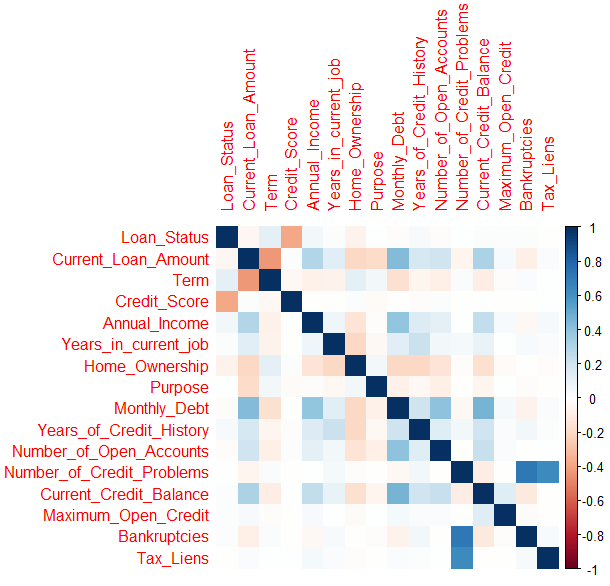 Loan_Status
Current_Loan_Amount
Term
Credit_Score
Annual_Income
Years_in_current_job
Home_Ownership
Purpose
Monthly_Debt
Years_of_Credit_History
Number_of_Open_Accounts
Number_of_Credit_Problems
Current_Credit_Balance
Maximum_Open_Credit
Bankruptcies
Tax_Liens
Loan_Status
Current_Loan_Amount
Term
Credit_Score
Annual_Income
Years_in_current_job
Home_Ownership
Purpose
Monthly_Debt
Years_of_Credit_History
Number_of_Open_Accounts
Number_of_Credit_Problems
Current_Credit_Balance
Maximum_Open_Credit
Bankruptcies
Tax_Liens
1
0.8
0.6
0.4
0.2
0
-0.2
-0.4
-0.6
-0.8
-1